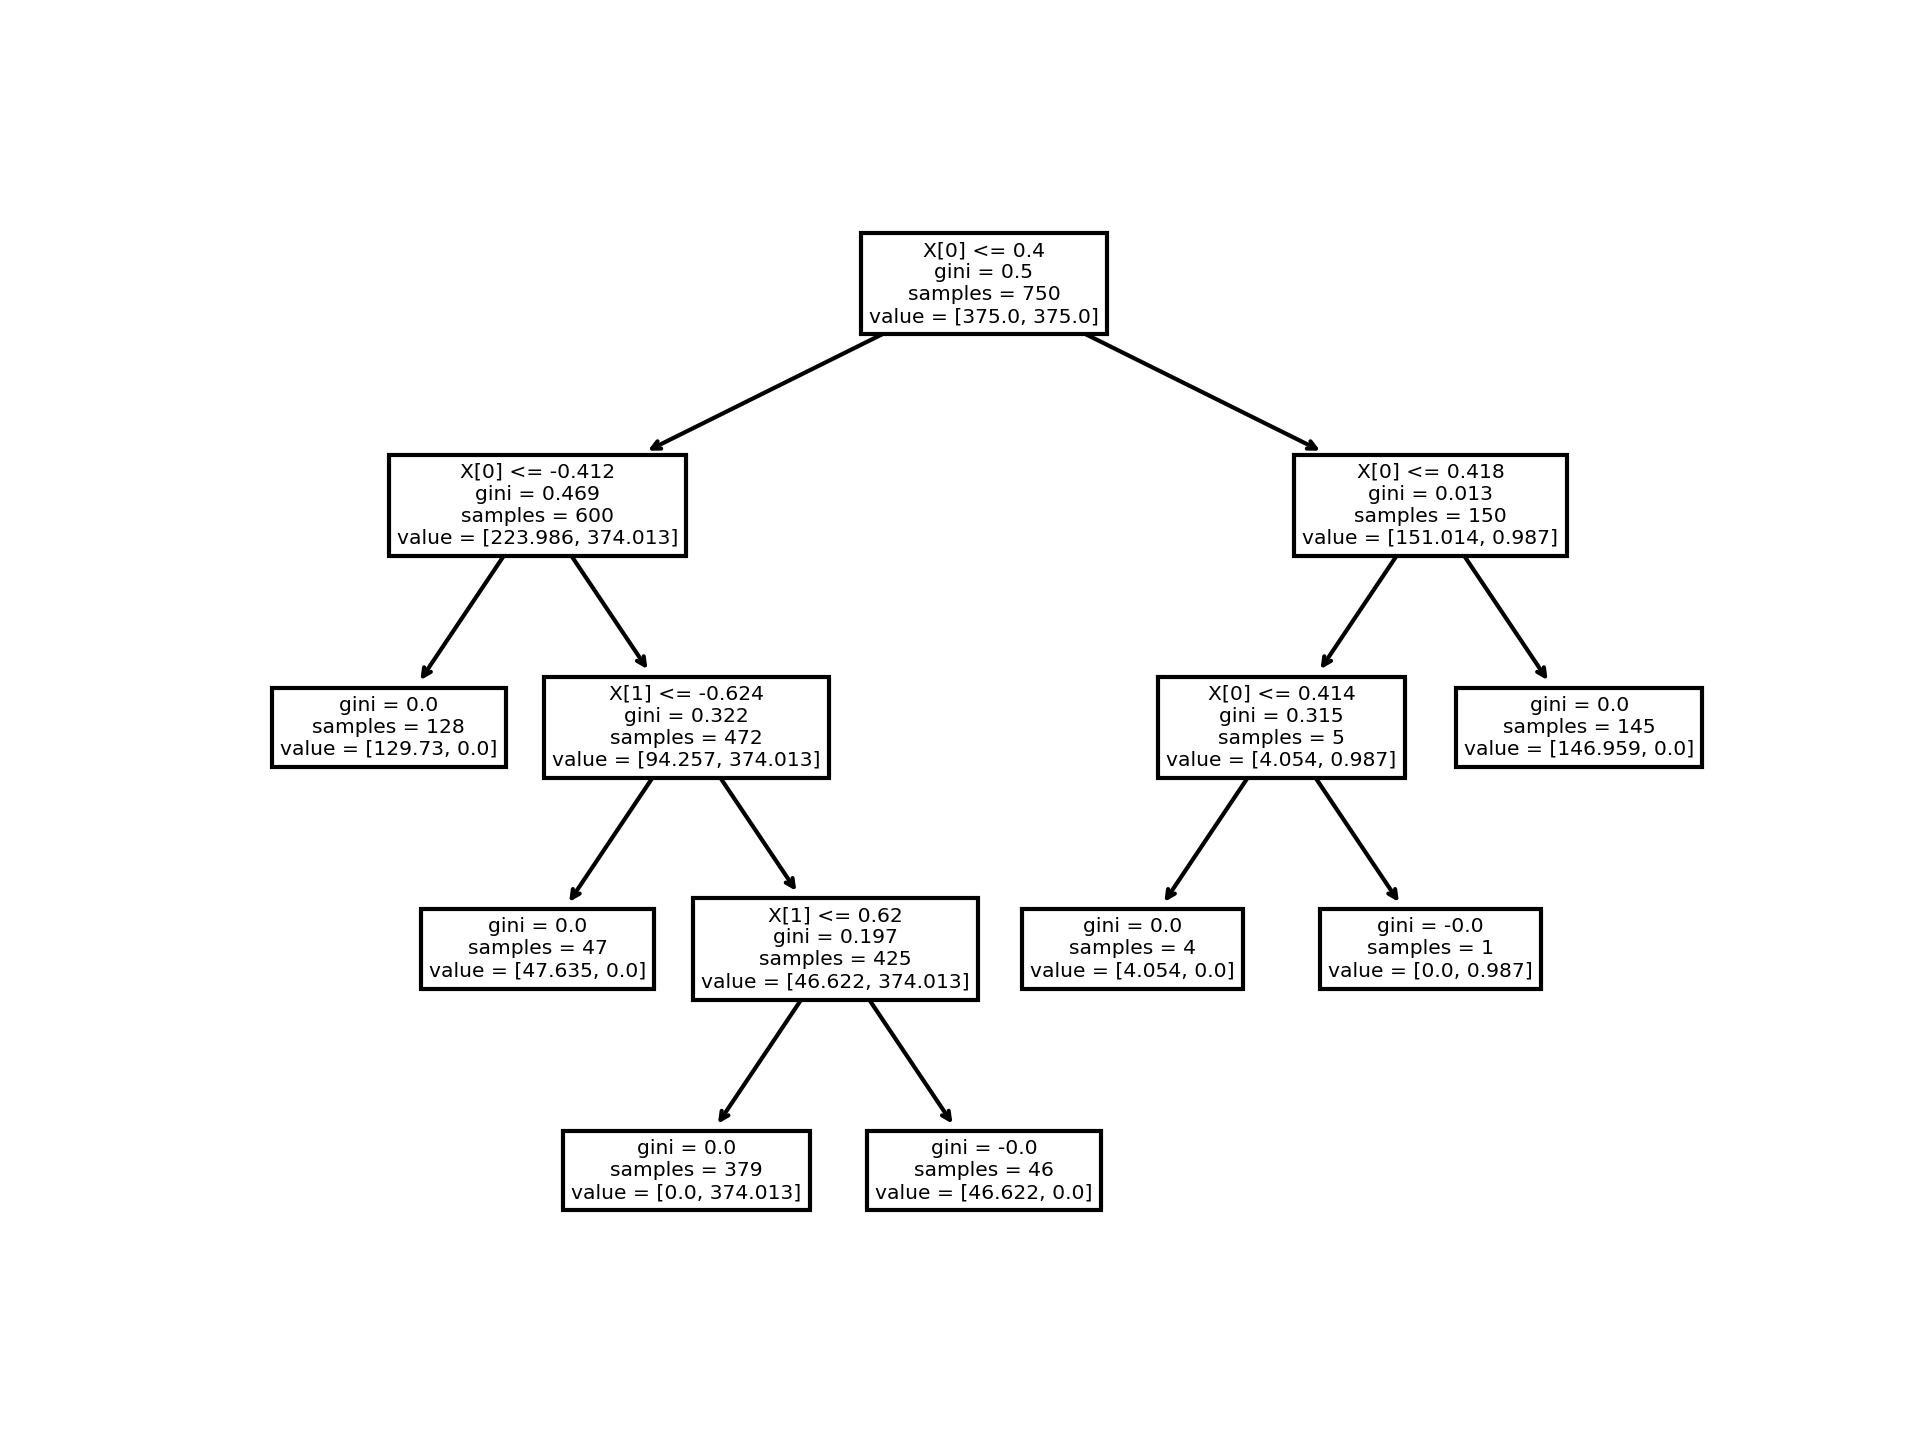 X[0] <= 0.4
gini = 0.5
samples = 750
value = [375.0, 375.0]
X[0] <= -0.412
gini = 0.469
samples = 600
value = [223.986, 374.013]
X[0] <= 0.418
gini = 0.013
samples = 150
value = [151.014, 0.987]
gini = 0.0
samples = 128
value = [129.73, 0.0]
X[1] <= -0.624
gini = 0.322
samples = 472
value = [94.257, 374.013]
X[0] <= 0.414
gini = 0.315
samples = 5
value = [4.054, 0.987]
gini = 0.0
samples = 145
value = [146.959, 0.0]
gini = 0.0
samples = 47
value = [47.635, 0.0]
X[1] <= 0.62
gini = 0.197
samples = 425
value = [46.622, 374.013]
gini = 0.0
samples = 4
value = [4.054, 0.0]
gini = -0.0
samples = 1
value = [0.0, 0.987]
gini = 0.0
samples = 379
value = [0.0, 374.013]
gini = -0.0
samples = 46
value = [46.622, 0.0]